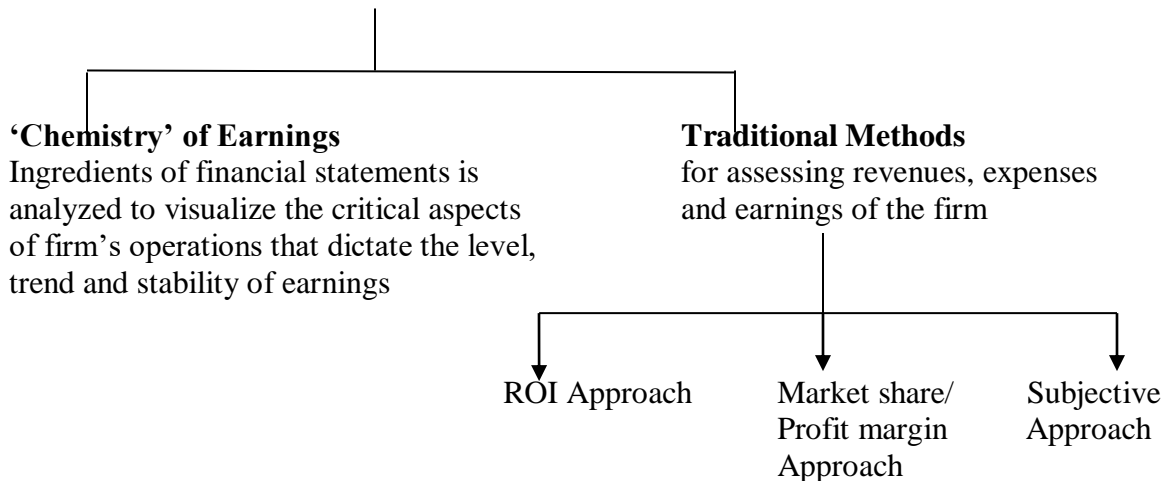 ‘Chemistry’ of Earnings
Ingredients of financial statements is
analyzed to visualize the critical aspects
of firm’s operations that dictate the level,
trend and stability of earnings
Traditional Methods
for assessing revenues, expenses
and earnings of the firm
ROI Approach
Market share/
Profit margin
Approach
Subjective
Approach